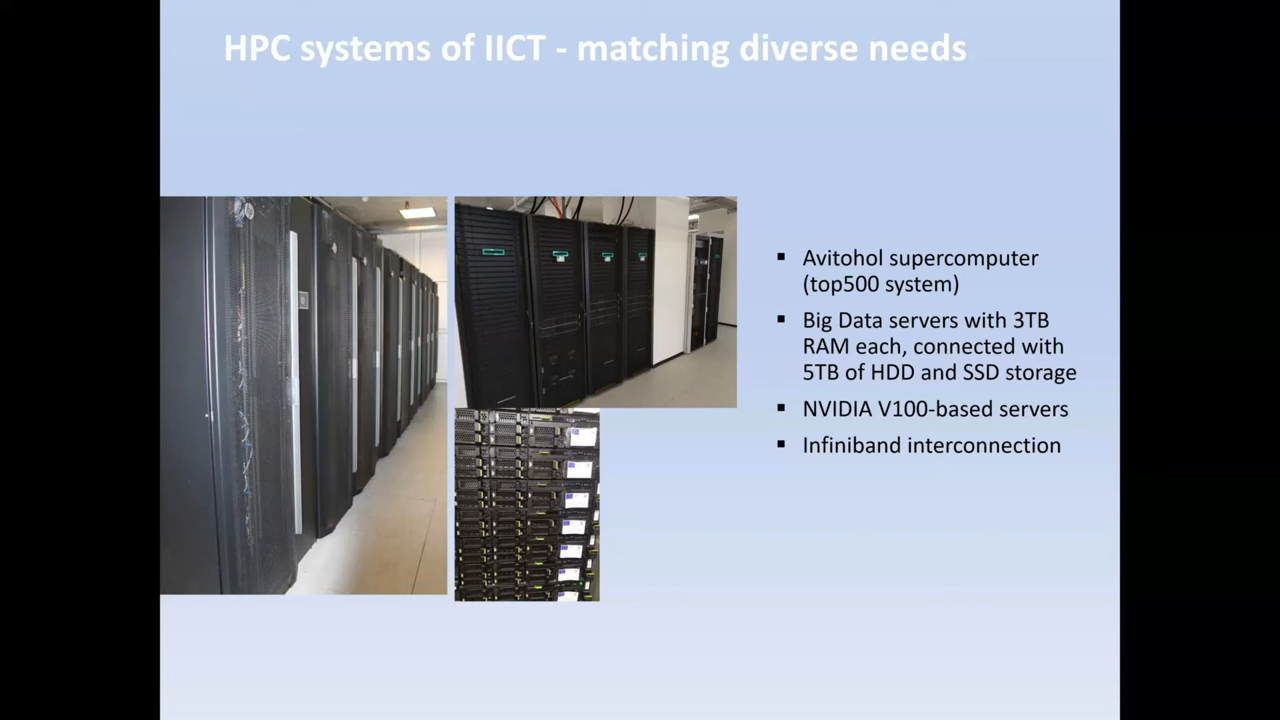 HPC systems of IICT - matching diverse needs
▪ Avitohol supercomputer
(top500 system)
▪ Big Data servers with 3TB
RAM each, connected with
5TB of HDD and SSD storage
▪ NVIDIA V100-based servers
▪ Infiniband interconnection